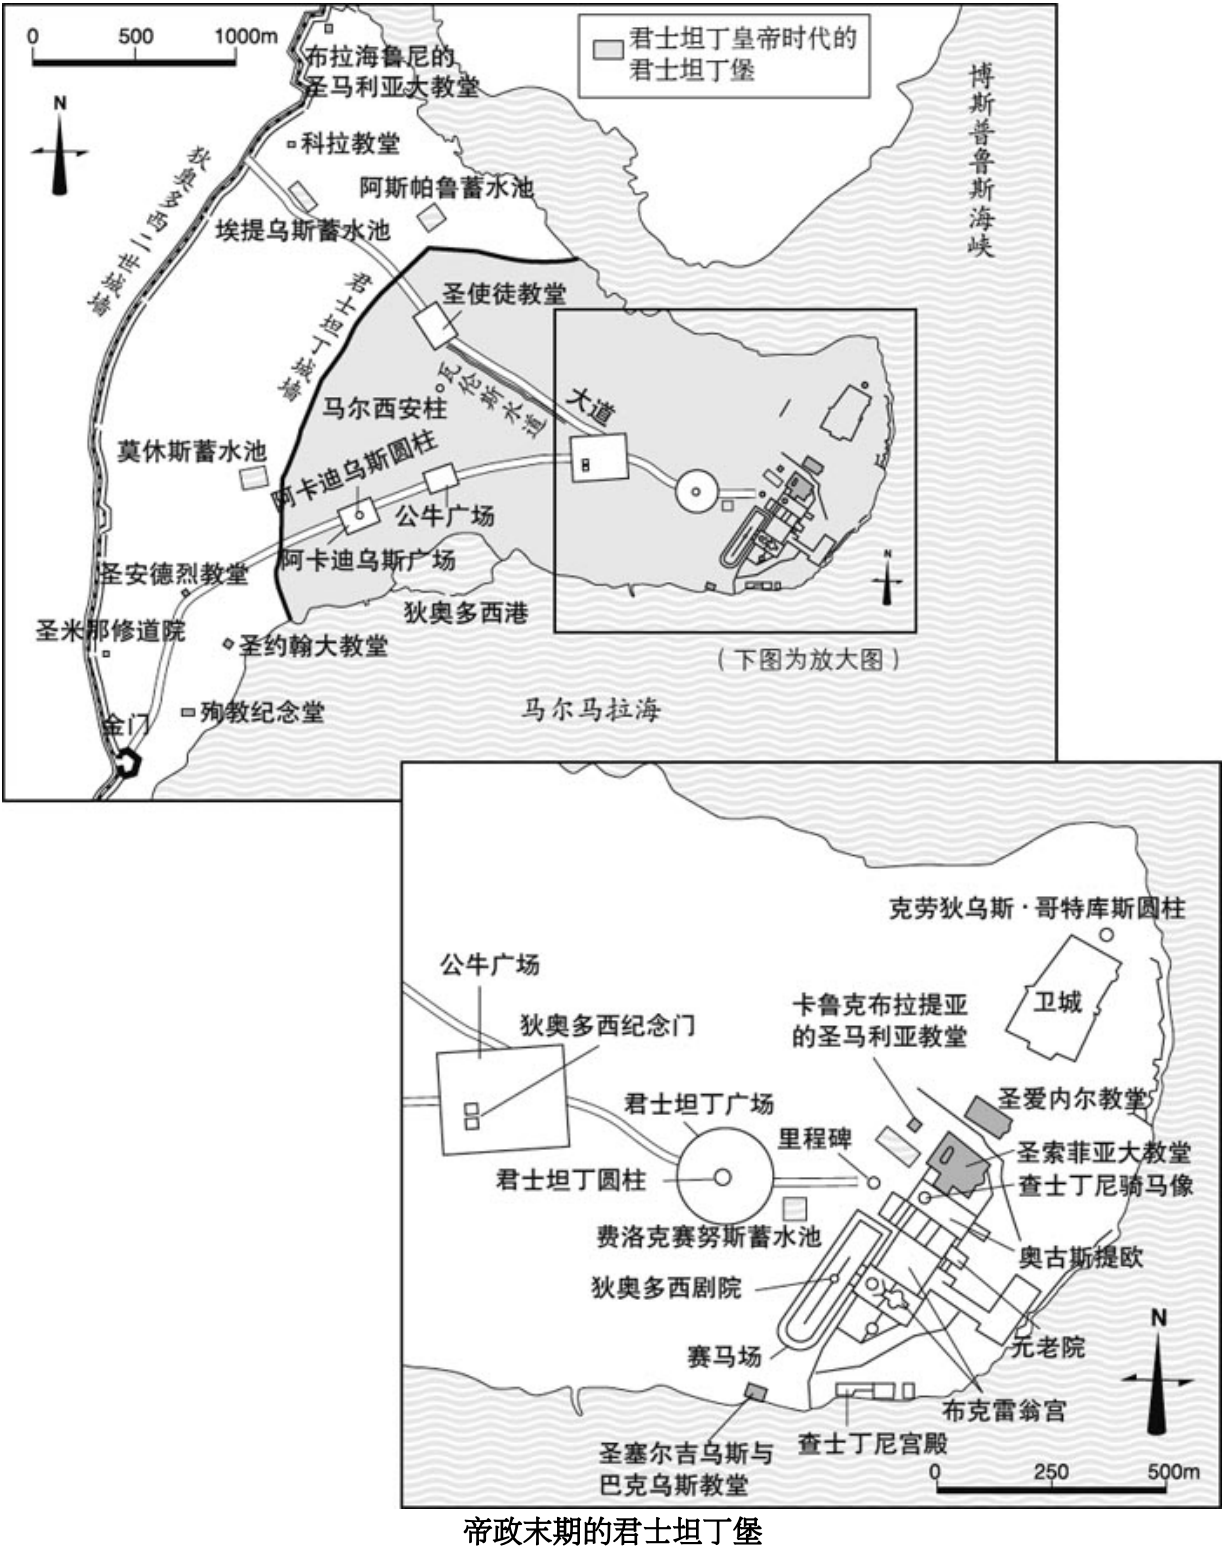 0 500 1000m
N
布拉海鲁尼的
圣马利亚大教堂
君士坦丁皇帝时代的
君士坦丁堡
博斯普鲁斯海峡
科拉教堂
狄奥多西二世城墙
阿斯帕鲁蓄水池
埃提乌斯蓄水池
君士坦丁城墙
圣使徒教堂
瓦伦斯水道
大道
马尔西安柱
莫休斯蓄水池
阿卡迪乌斯圆柱
公牛广场
阿卡迪乌斯广场
圣安德烈教堂
N
狄奥多西港
圣米那修道院
圣约翰大教堂
(下图为放大图)
殉教纪念堂
马尔马拉海
金门
克劳狄乌斯·哥特库斯圆柱
公牛广场
卡鲁克布拉提亚
的圣马利亚教堂
卫城
狄奥多西纪念门
圣爱内尔教堂
君士坦丁广场
里程碑
圣索菲亚大教堂
君士坦丁圆柱
查士丁尼骑马像
费洛克赛努斯蓄水池
奥古斯提欧
狄奥多西剧院
N
赛马场
元老院
布克雷翁宫
查士丁尼宫殿
圣塞尔吉乌斯与
巴克乌斯教堂
0 250 500m
帝政末期的君士坦丁堡